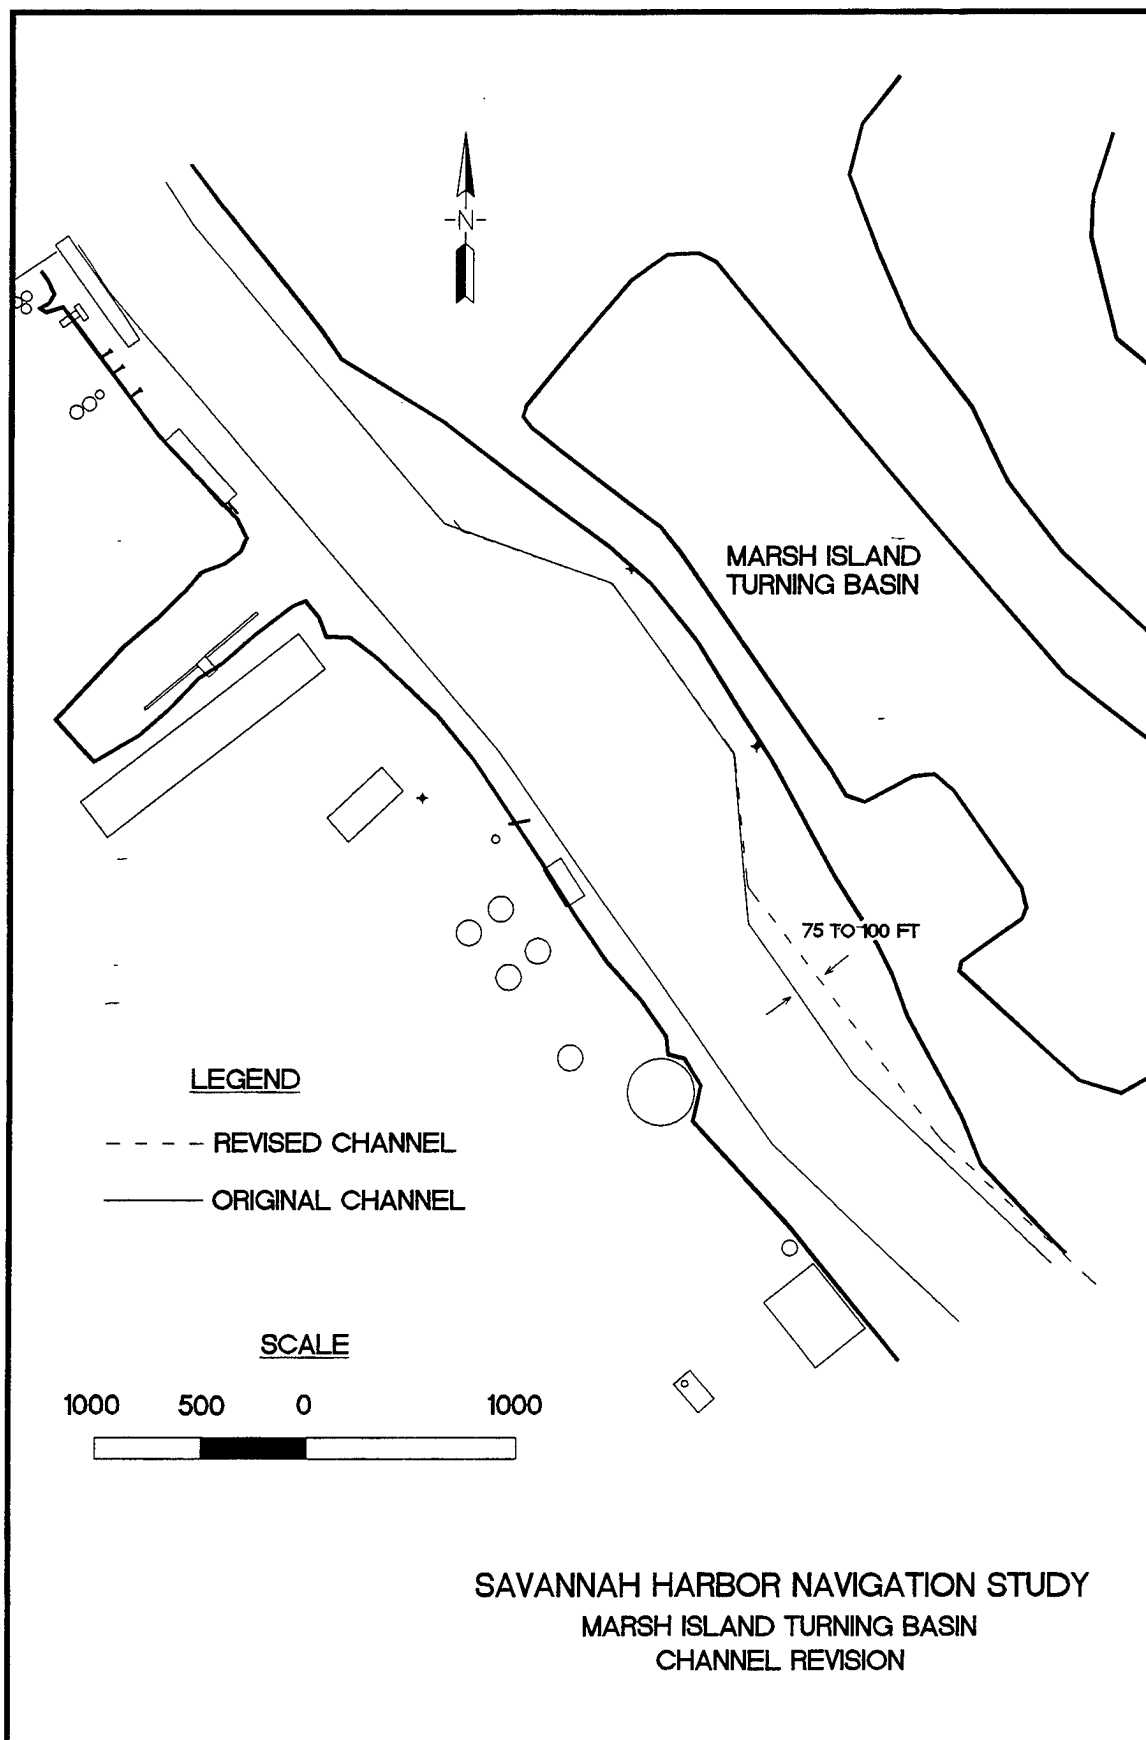 -N-
MARSH ISLAND
TURNING BASIN
75 TO 100 FT
LEGEND
REVISED CHANNEL
ORIGINAL CHANNEL
SCALE
1000 500 0 1000
SAVANNAH HARBOR NAVIGATION STUDY
MARSH ISLAND TURNING BASIN
CHANNEL REVISION